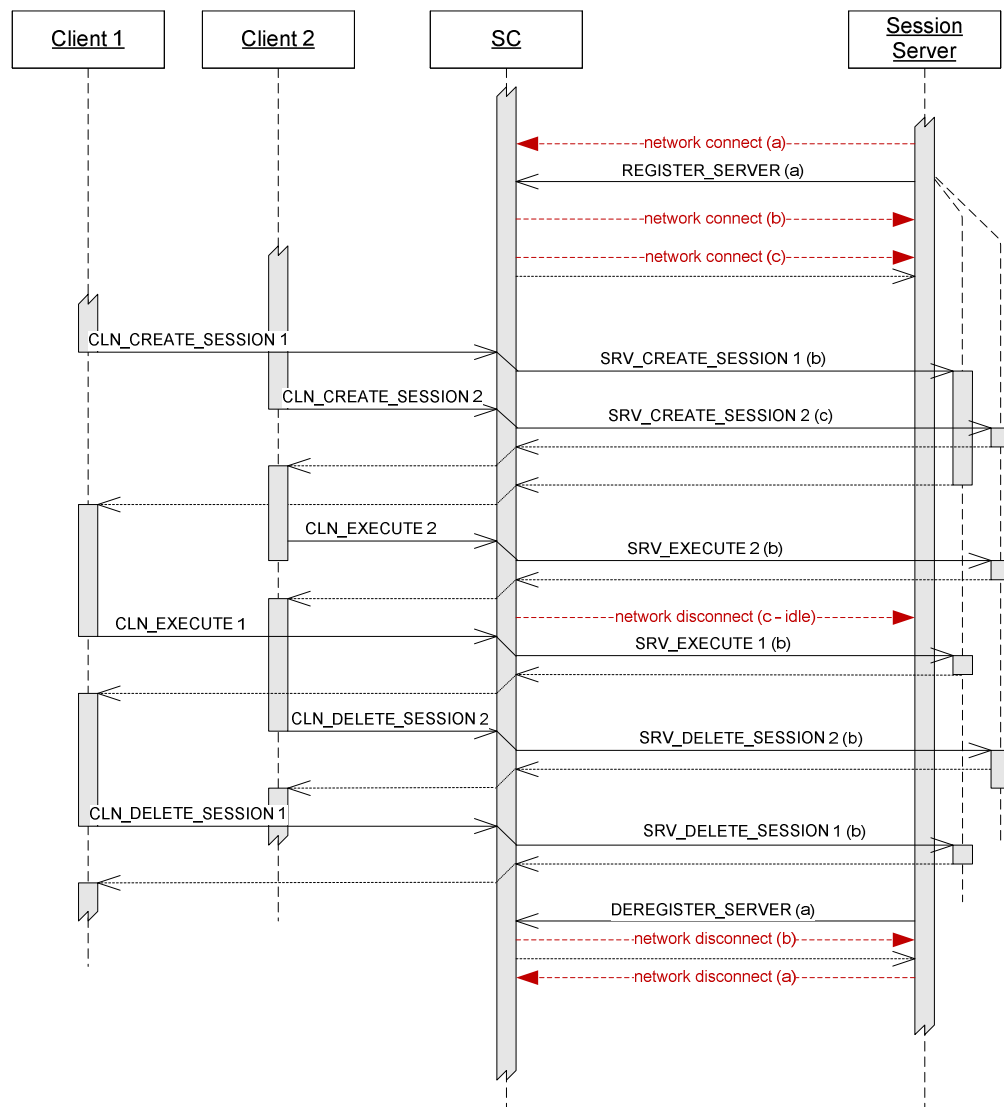 Client 1
Client 2
SC
Session
Server
network connect (a)
REGISTER_SERVER (a)
network connect (b)
network connect (c)
CLN_CREATE_SESSION 1
SRV_CREATE_SESSION 1 (b)
CLN_CREATE_SESSION 2
SRV_CREATE_SESSION 2 (c)
CLN_EXECUTE 2
SRV_EXECUTE 2 (b)
network disconnect (c – idle)
CLN_EXECUTE 1
SRV_EXECUTE 1 (b)
CLN_DELETE_SESSION 2
SRV_DELETE_SESSION 2 (b)
CLN_DELETE_SESSION 1
SRV_DELETE_SESSION 1 (b)
DEREGISTER_SERVER (a)
network disconnect (b)
network disconnect (a)